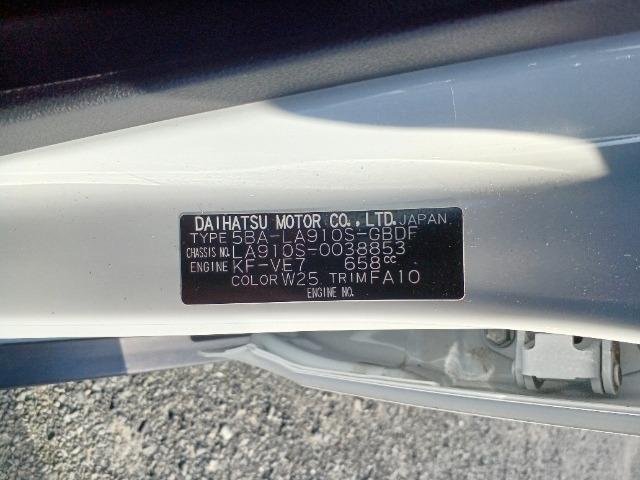 DAIHATSU MOTOR CO., LTD. JAPAN
TYPE 5BA-LA910S-GBDF
CHASSIS NO. LA910S-0038853
ENGINE KF-VE7 658cc
COLOR W25 TRIM FA10
ENGINE NO.